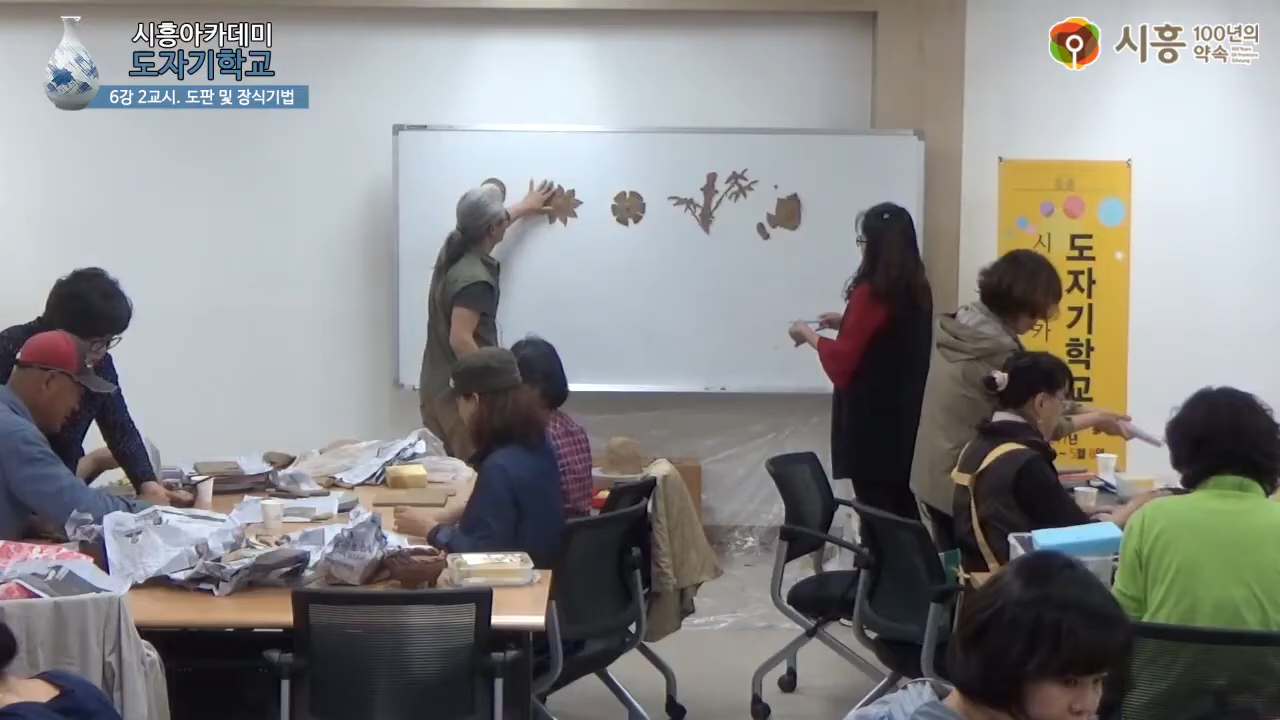 시흥아카데미
도자기학교
6강 2교시. 도판 및 장식기법
시흥 100년의 약속
도자기학교